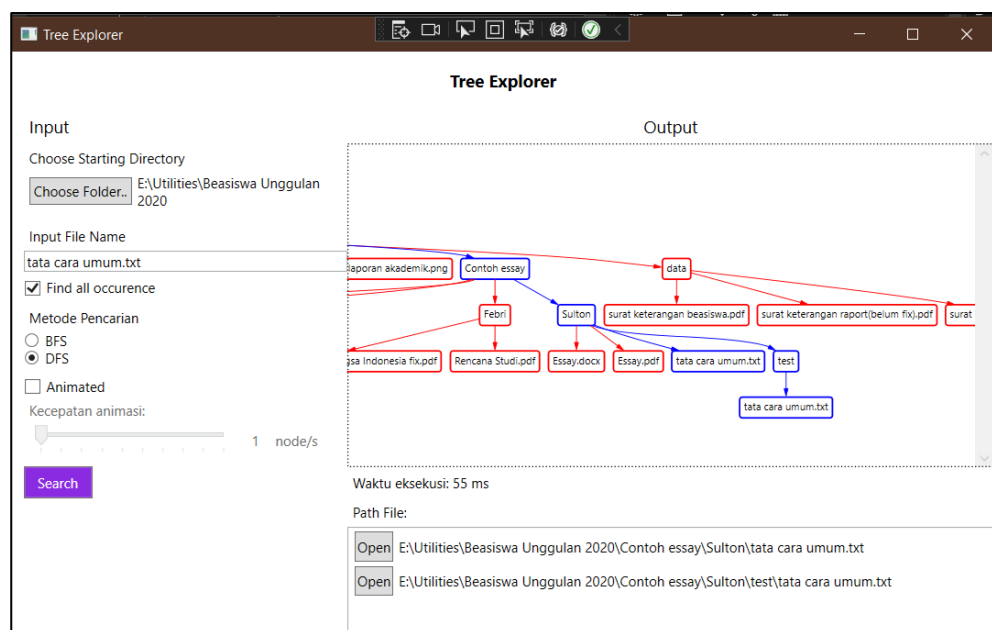 Tree Explorer
Tree Explorer
Input
Output
Choose Starting Directory
Choose Folder..
E:\Utilities\Beasiswa Unggulan
2020
Input File Name
tata cara umum.txt
Find all occurence
Metode Pencarian
BFS
DFS
Animated
Kecepatan animasi:
1 node/s
Search
laporan akademik.png
Contoh essay
data
Febri
Sulton
surat keterangan beasiswa.pdf
surat keterangan raport(belum fix).pdf
surat
sa Indonesia fix.pdf
Rencana Studi.pdf
Essay.docx
Essay.pdf
tata cara umum.txt
test
tata cara umum.txt
Waktu eksekusi: 55 ms
Path File:
Open E:\Utilities\Beasiswa Unggulan 2020\Contoh essay\Sulton\tata cara umum.txt
Open E:\Utilities\Beasiswa Unggulan 2020\Contoh essay\Sulton\test\tata cara umum.txt